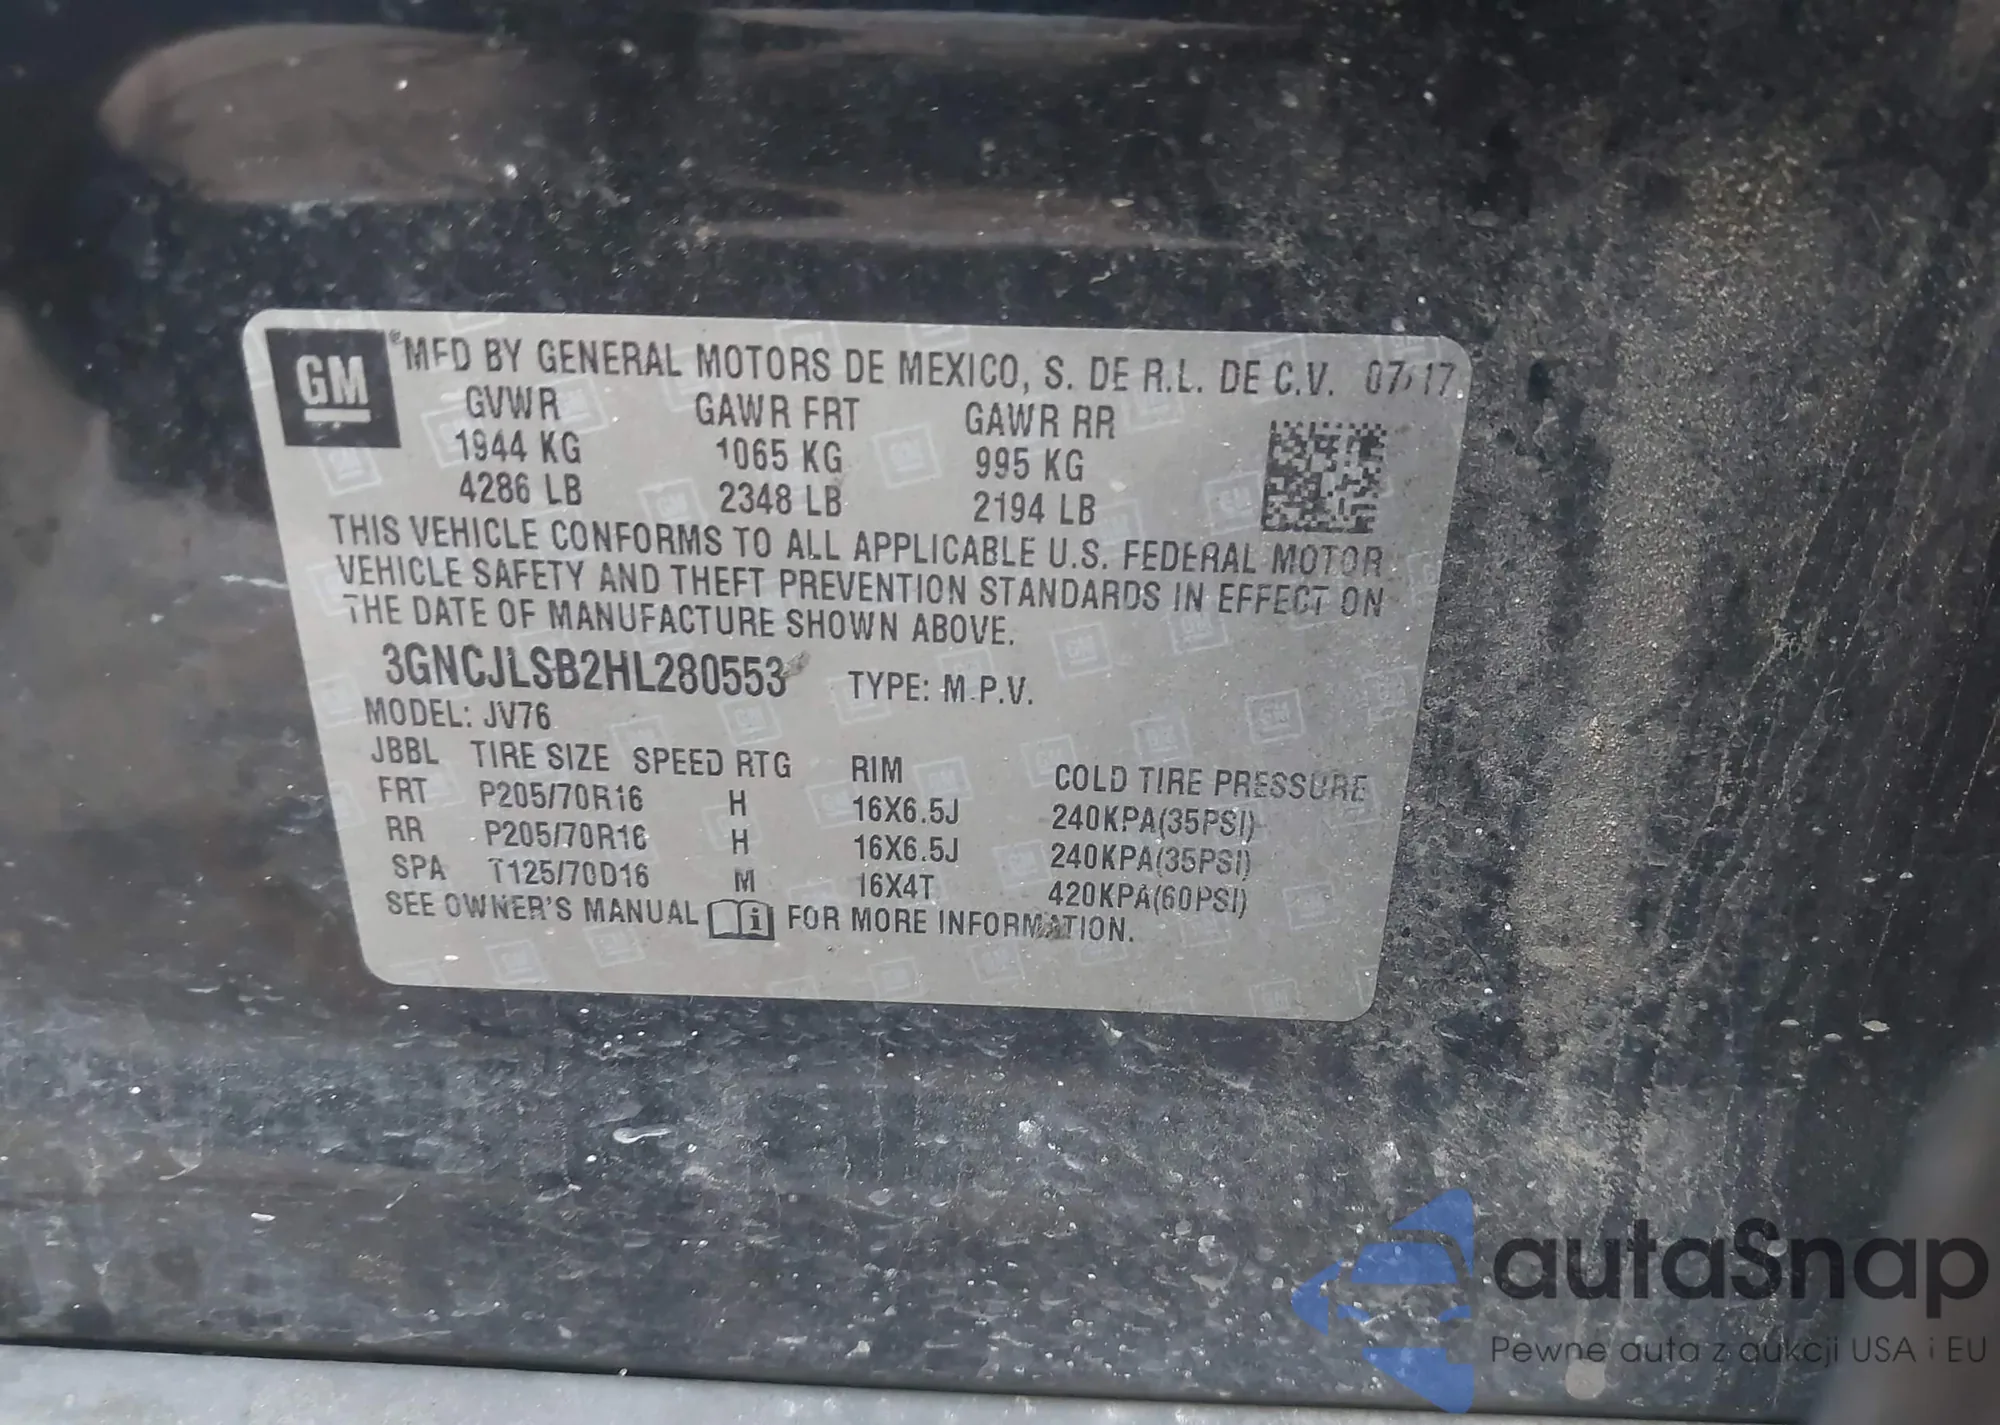 GM
®MFD BY GENERAL MOTORS DE MEXICO, S. DE R.L. DE C.V. 07/17
GVWR GAWR FRT GAWR RR
1944 KG 1065 KG 995 KG
4286 LB 2348 LB 2194 LB
THIS VEHICLE CONFORMS TO ALL APPLICABLE U.S. FEDERAL MOTOR
VEHICLE SAFETY AND THEFT PREVENTION STANDARDS IN EFFECT ON
THE DATE OF MANUFACTURE SHOWN ABOVE.
3GNCJLSB2HL280553 TYPE: M.P.V.
MODEL: JV76
JBBL TIRE SIZE SPEED RTG RIM COLD TIRE PRESSURE
FRT P205/70R16 H 16X6.5J 240KPA(35PSI)
RR P205/70R16 H 16X6.5J 240KPA(35PSI)
SPA T125/70D16 M 16X4T 420KPA(60PSI)
SEE OWNER'S MANUAL FOR MORE INFORMATION.
autaSnap
Pewne auta z aukcji USA i EU